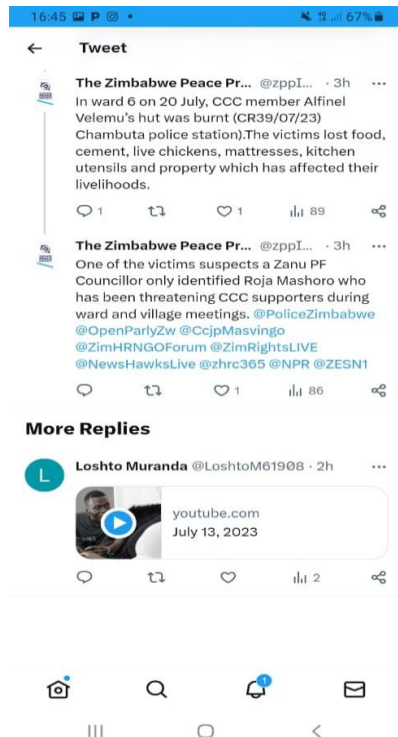 16:45 P 67%
Tweet
The Zimbabwe Peace Pr... @zppI... · 3h
In ward 6 on 20 July, CCC member Alfinel
Velemu's hut was burnt (CR39/07/23)
Chambuta police station).The victims lost food,
cement, live chickens, mattresses, kitchen
utensils and property which has affected their
livelihoods.
1 1 89
The Zimbabwe Peace Pr... @zppI... · 3h
One of the victims suspects a Zanu PF
Councillor only identified Roja Mashoro who
has been threatening CCC supporters during
ward and village meetings. @PoliceZimbabwe
@OpenParlyZw @CcjpMasvingo
@ZimHRNGOForum @ZimRightsLIVE
@NewsHawksLive @zhrc365 @NPR @ZESN1
1 86
More Replies
L
Loshto Muranda @LoshtoM61908 · 2h
youtube.com
July 13, 2023
2
1